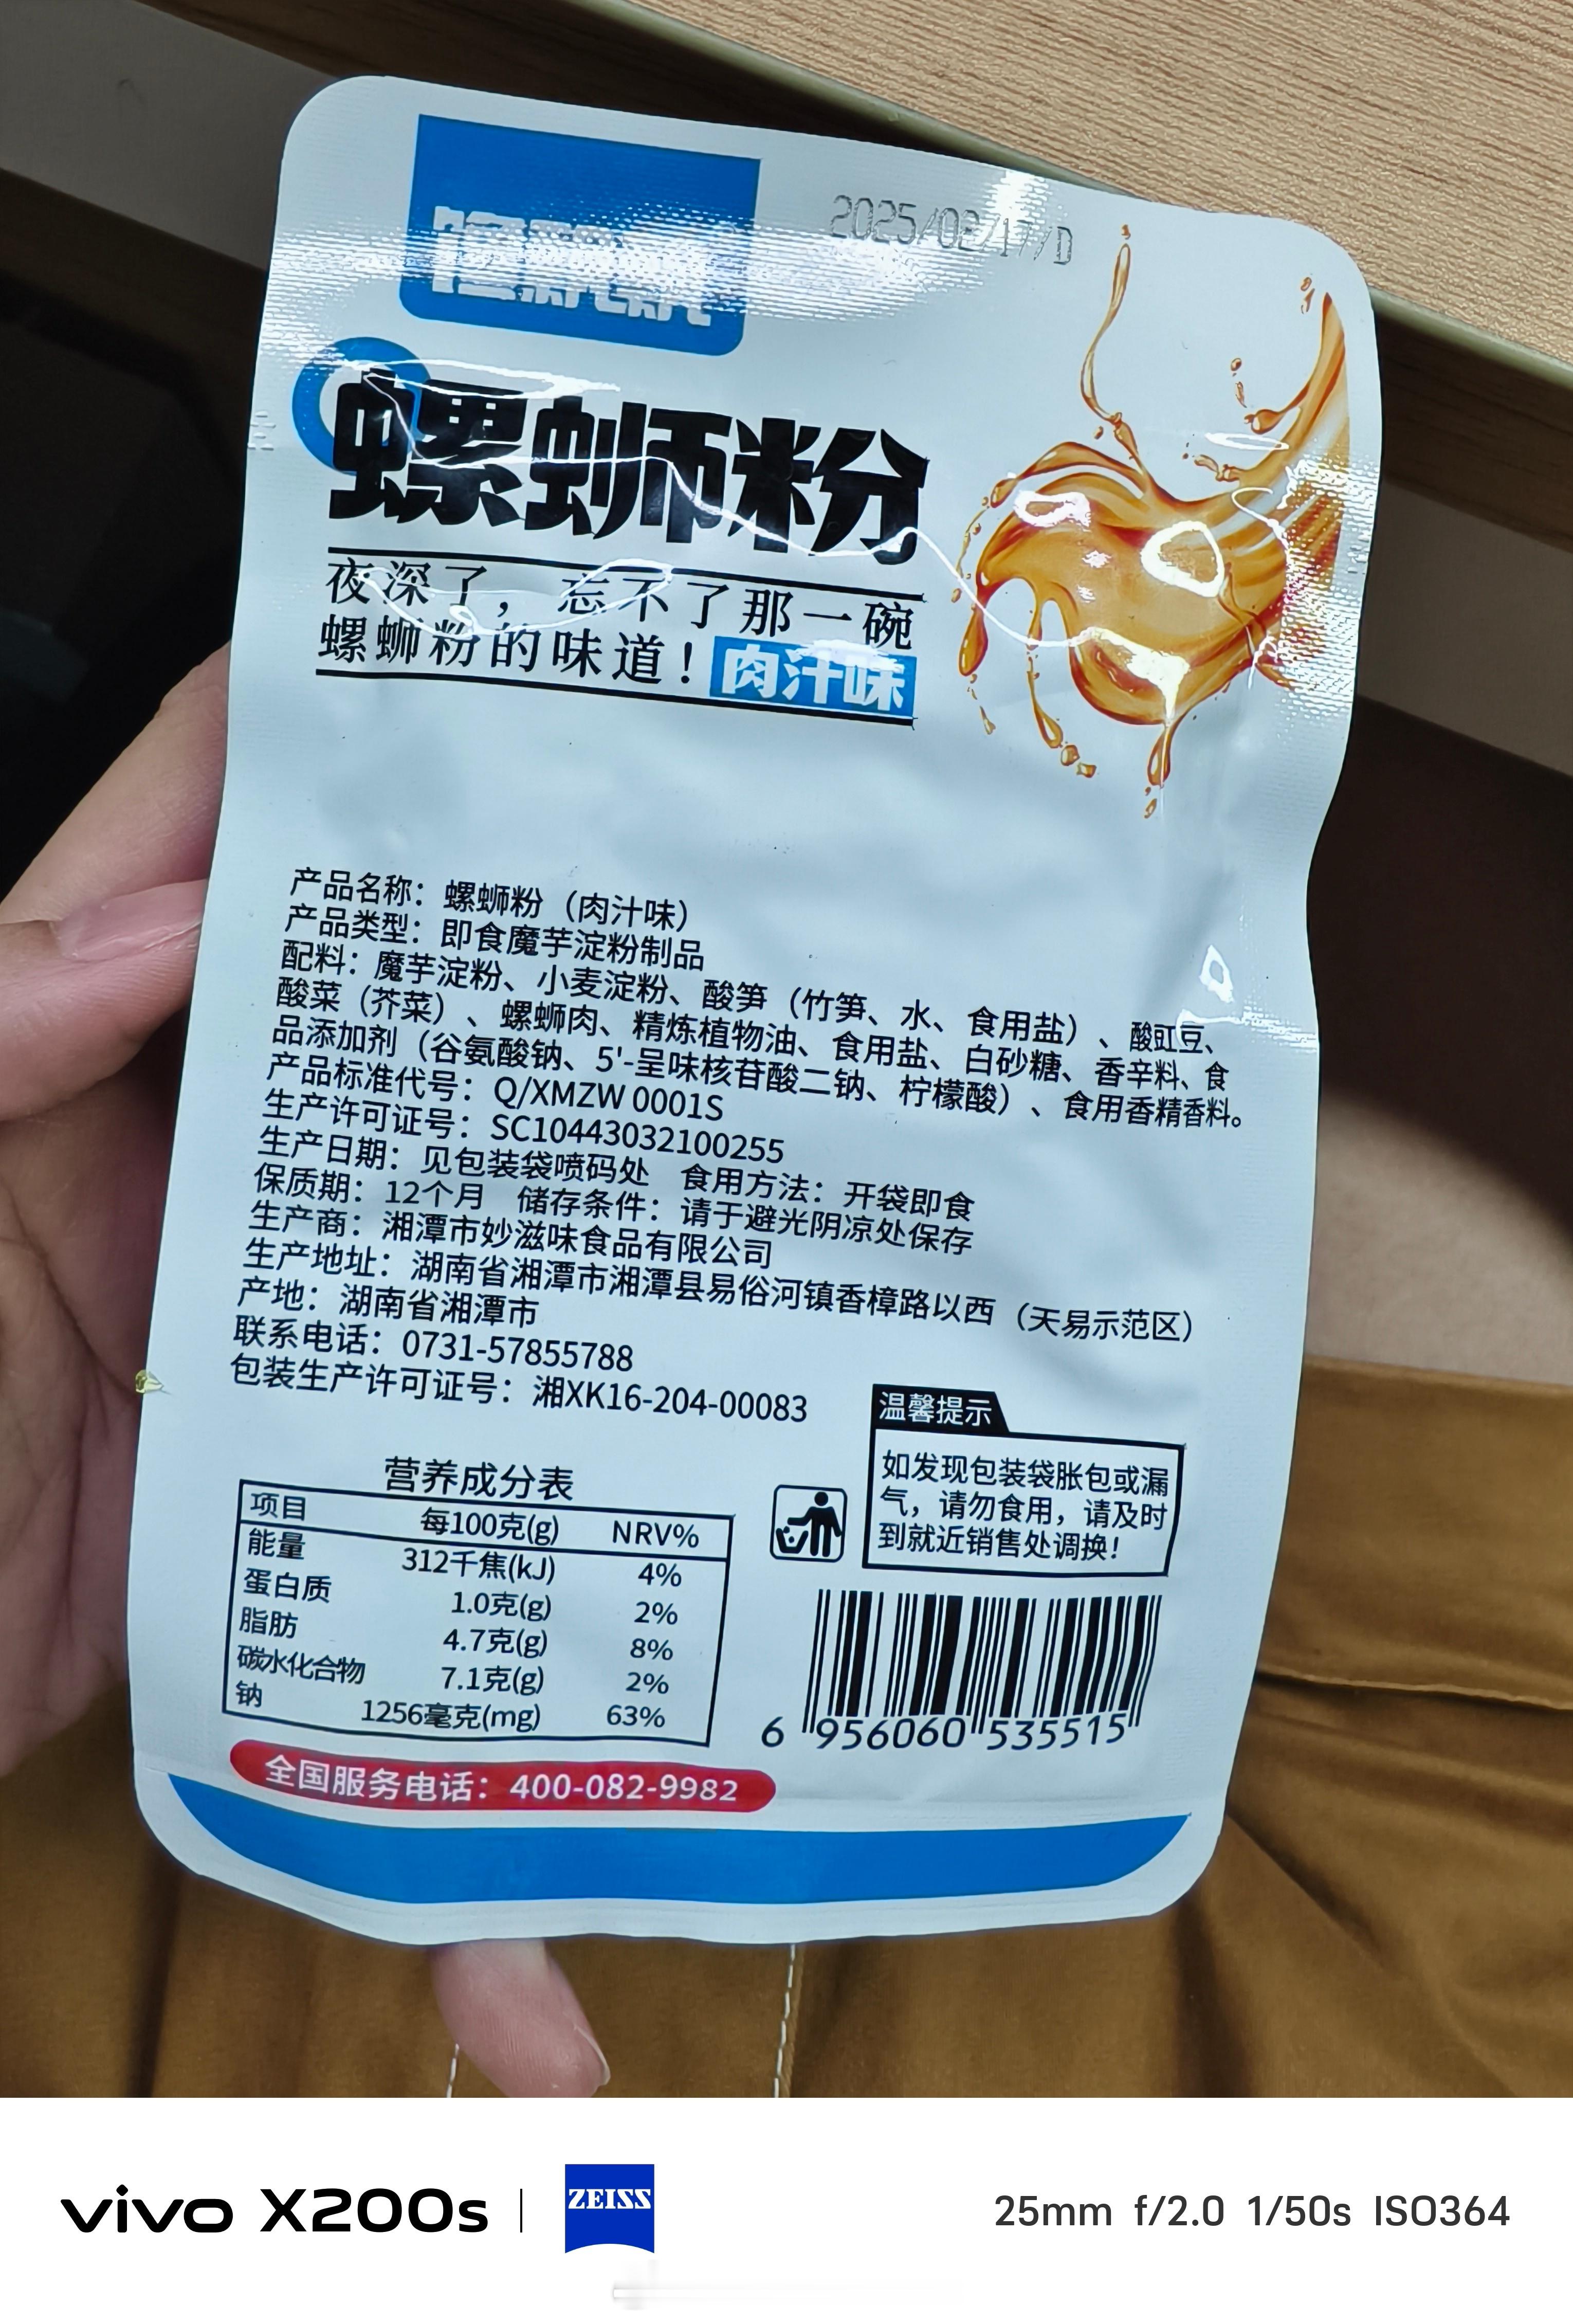 2025/02/17/D
螺蛳粉
夜深了，忘不了那一碗
螺蛳粉的味道！肉汁味
产品名称：螺蛳粉（肉汁味）
产品类型：即食魔芋淀粉制品
配料：魔芋淀粉、小麦淀粉、酸笋（竹笋、水、食用盐）、酸豇豆、
酸菜（芥菜）、螺蛳肉、精炼植物油、食用盐、白砂糖、香辛料、食
品添加剂（谷氨酸钠、5'-呈味核苷酸二钠、柠檬酸）、食用香精香料。
产品标准代号：Q/XMZW 0001S
生产许可证号：SC10443032100255
生产日期：见包装袋喷码处 食用方法：开袋即食
保质期：12个月 储存条件：请于避光阴凉处保存
生产商：湘潭市妙滋味食品有限公司
生产地址：湖南省湘潭市湘潭县易俗河镇香樟路以西（天易示范区）
产地：湖南省湘潭市
联系电话：0731-57855788
包装生产许可证号：湘XK16-204-00083
温馨提示
如发现包装袋胀包或漏
气，请勿食用，请及时
到就近销售处调换！
营养成分表
项目 每100克(g) NRV%
能量 312千焦(kJ) 4%
蛋白质 1.0克(g) 2%
脂肪 4.7克(g) 8%
碳水化合物 7.1克(g) 2%
钠 1256毫克(mg) 63%
6 956060 535515
全国服务电话：400-082-9982
vivo X200s
ZEISS
25mm f/2.0 1/50s ISO364